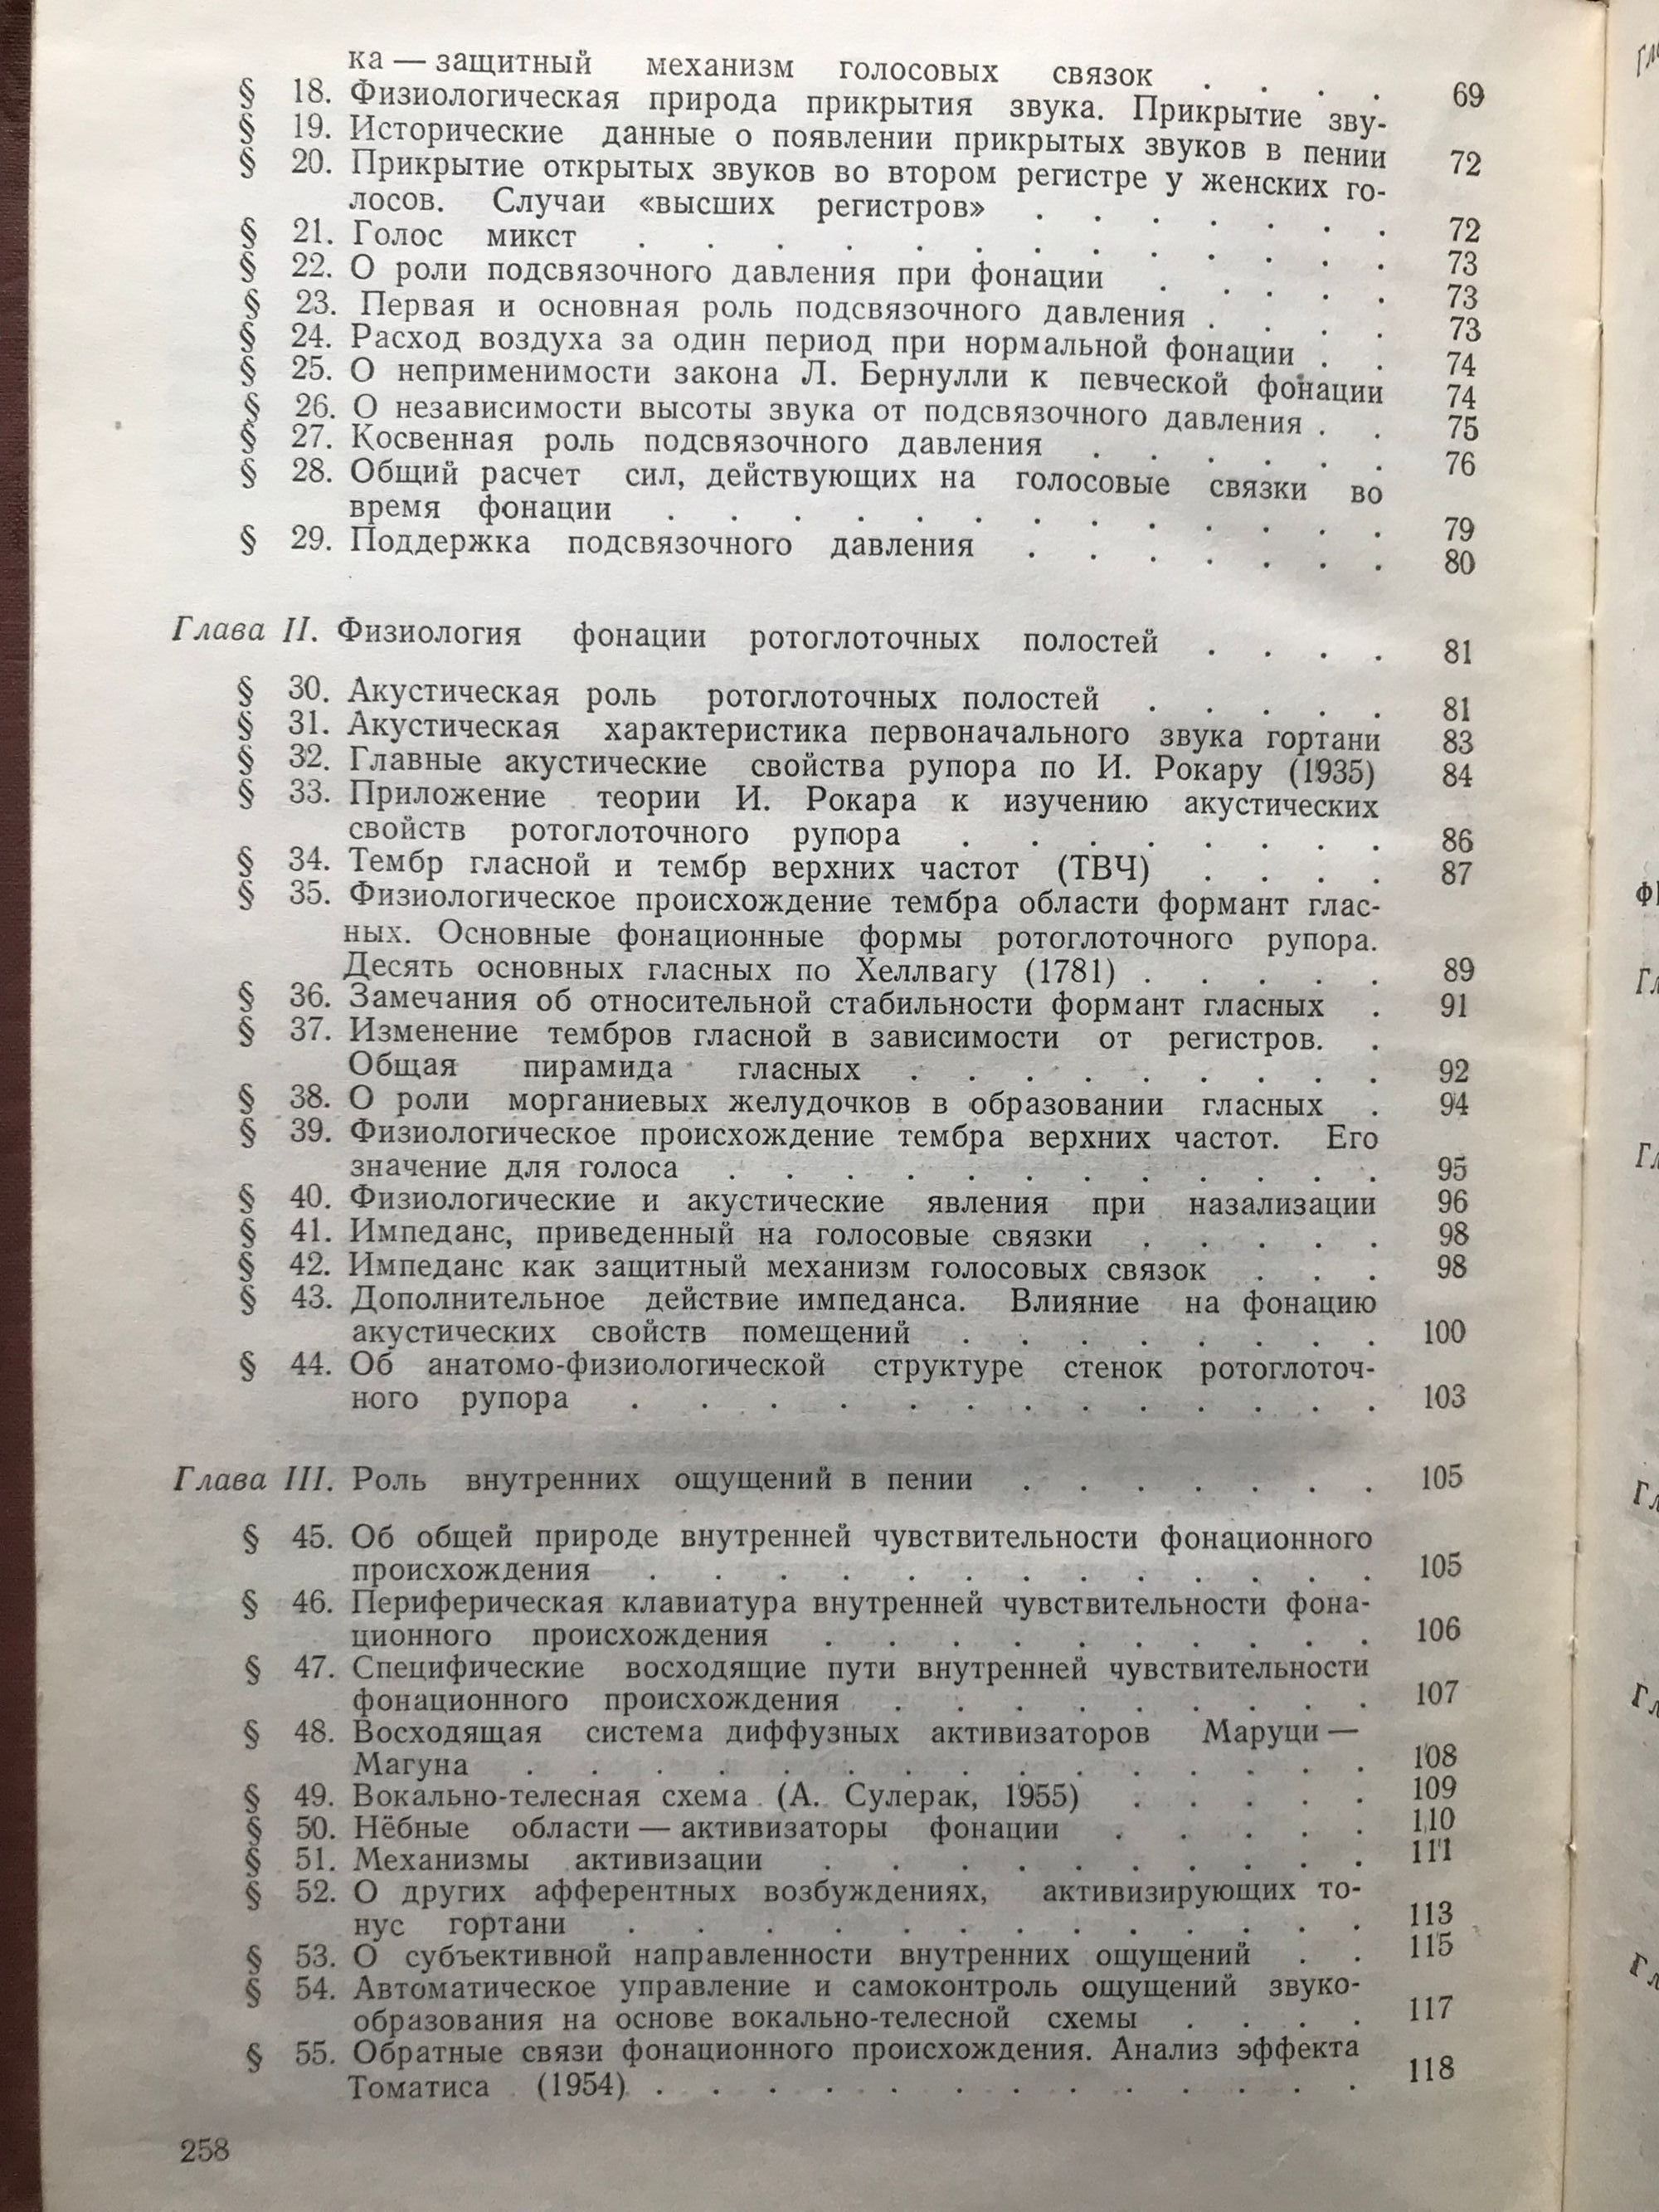 ка — защитный механизм голосовых связок . . . . 69
§ 18. Физиологическая природа прикрытия звука. Прикрытие зву-
§ 19. Исторические данные о появлении прикрытых звуков в пении 72
§ 20. Прикрытие открытых звуков во втором регистре у женских го-
лосов. Случаи «высших регистров» . . . . . . . 72
§ 21. Голос микст . . . . . . . . . . . 73
§ 22. О роли подсвязочного давления при фонации . . . . . 73
§ 23. Первая и основная роль подсвязочного давления . . . . 73
§ 24. Расход воздуха за один период при нормальной фонации . . 74
§ 25. О неприменимости закона Л. Бернулли к певческой фонации 74
§ 26. О независимости высоты звука от подсвязочного давления . . 75
§ 27. Косвенная роль подсвязочного давления . . . . . . 76
§ 28. Общий расчет сил, действующих на голосовые связки во
время фонации . . . . . . . . . . . . 79
§ 29. Поддержка подсвязочного давления . . . . . . . 80
Глава II. Физиология фонации ротоглоточных полостей . . . . 81
§ 30. Акустическая роль ротоглоточных полостей . . . . . 81
§ 31. Акустическая характеристика первоначального звука гортани 83
§ 32. Главные акустические свойства рупора по И. Рокару (1935) 84
§ 33. Приложение теории И. Рокара к изучению акустических
свойств ротоглоточного рупора . . . . . . . . 86
§ 34. Тембр гласной и тембр верхних частот (ТВЧ) . . . . 87
§ 35. Физиологическое происхождение тембра области формант глас-
ных. Основные фонационные формы ротоглоточного рупора.
Десять основных гласных по Хеллвагу (1781) . . . . . 89
§ 36. Замечания об относительной стабильности формант гласных . 91
§ 37. Изменение тембров гласной в зависимости от регистров. .
Общая пирамида гласных . . . . . . . . . 92
§ 38. О роли морганиевых желудочков в образовании гласных . 94
§ 39. Физиологическое происхождение тембра верхних частот. Его
значение для голоса . . . . . . . . . . . 95
§ 40. Физиологические и акустические явления при назализации 96
§ 41. Импеданс, приведенный на голосовые связки . . . . . 98
§ 42. Импеданс как защитный механизм голосовых связок . . . 98
§ 43. Дополнительное действие импеданса. Влияние на фонацию
акустических свойств помещений . . . . . . . . 100
§ 44. Об анатомо-физиологической структуре стенок ротоглоточ-
ного рупора . . . . . . . . . . . . 103
Глава III. Роль внутренних ощущений в пении . . . . . . . 105
§ 45. Об общей природе внутренней чувствительности фонационного
происхождения . . . . . . . . . . . . 105
§ 46. Периферическая клавиатура внутренней чувствительности фона-
ционного происхождения . . . . . . . . . 106
§ 47. Специфические восходящие пути внутренней чувствительности
фонационного происхождения . . . . . . . . 107
§ 48. Восходящая система диффузных активизаторов Маруци —
Магуна . . . . . . . . . . . . . 108
§ 49. Вокально-телесная схема (А. Сулерак, 1955) . . . . . 109
§ 50. Нёбные области — активизаторы фонации . . . . . 110
§ 51. Механизмы активизации . . . . . . . . . 111
§ 52. О других афферентных возбуждениях, активизирующих то-
нус гортани . . . . . . . . . . . . 113
§ 53. О субъективной направленности внутренних ощущений . . 115
§ 54. Автоматическое управление и самоконтроль ощущений звуко-
образования на основе вокально-телесной схемы . . . . 117
§ 55. Обратные связи фонационного происхождения. Анализ эффекта
Томатиса (1954) . . . . . . . . . . . . 118
258